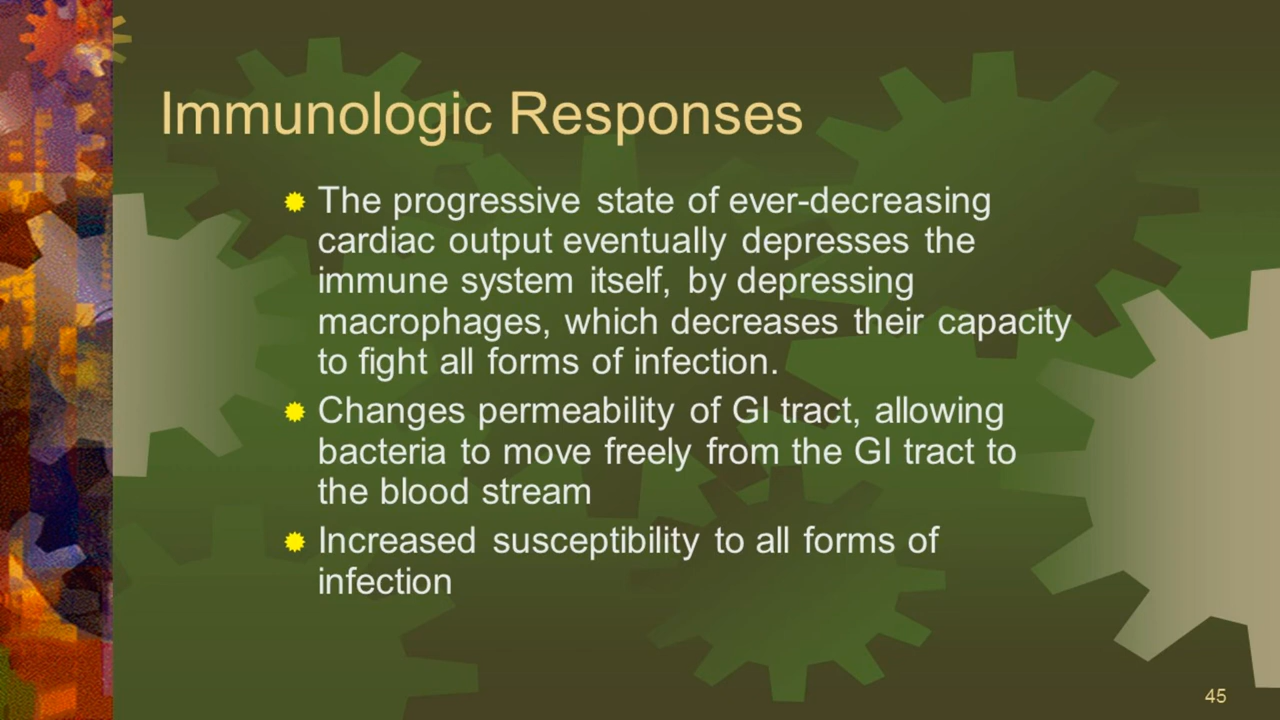 Immunologic Responses
The progressive state of ever-decreasing
cardiac output eventually depresses the
immune system itself, by depressing
macrophages, which decreases their capacity
to fight all forms of infection.
Changes permeability of GI tract, allowing
bacteria to move freely from the GI tract to
the blood stream
Increased susceptibility to all forms of
infection
45